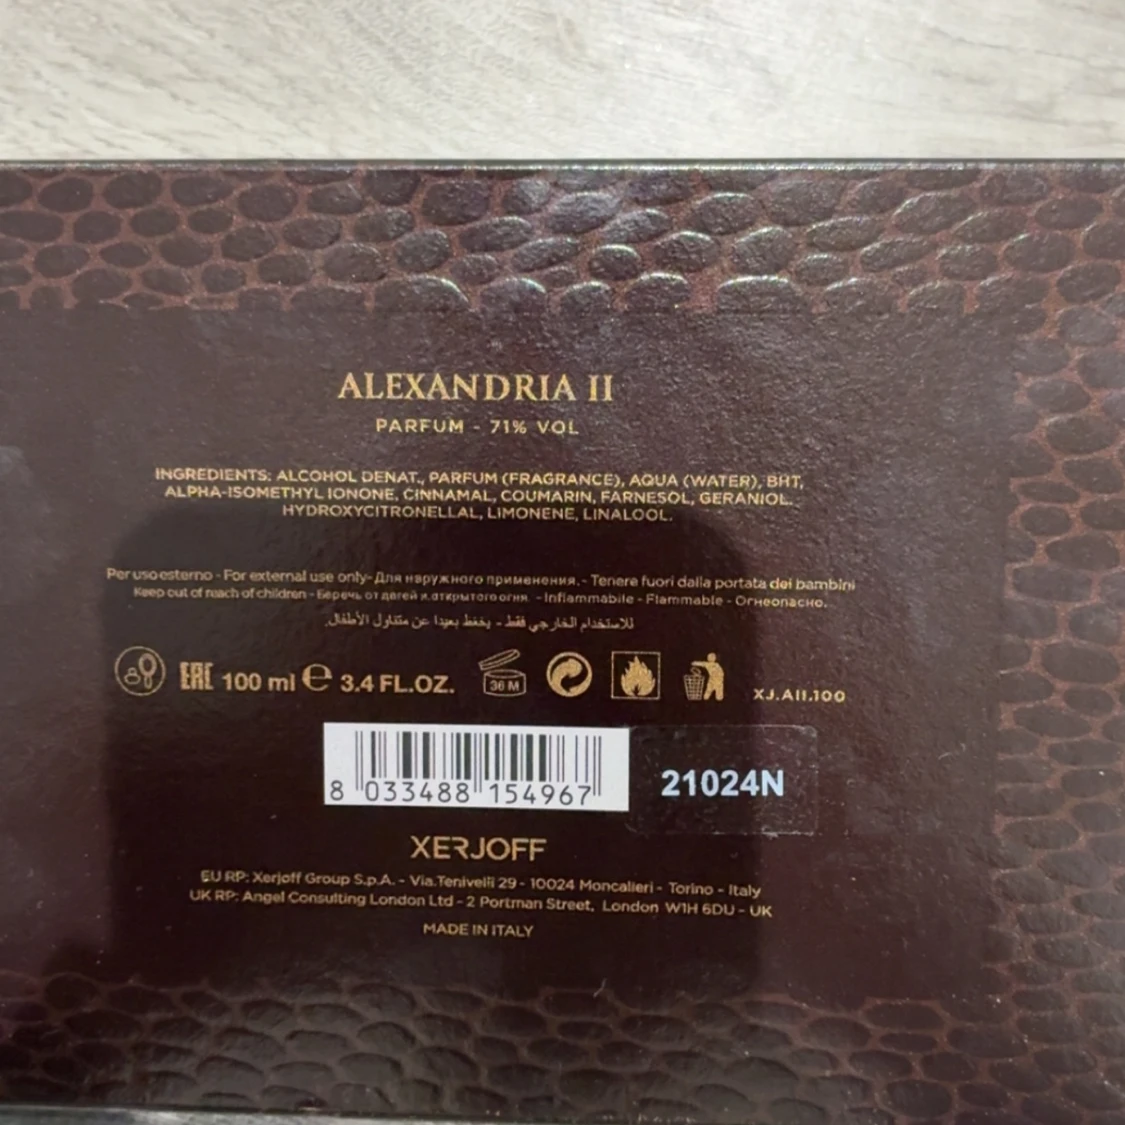 ALEXANDRIA II
PARFUM - 71% VOL
INGREDIENTS: ALCOHOL DENAT., PARFUM (FRAGRANCE), AQUA (WATER), BHT,
ALPHA-ISOMETHYL IONONE, CINNAMAL, COUMARIN, FARNESOL, GERANIOL.
HYDROXYCITRONELLAL, LIMONENE, LINALOOL.
Per uso esterno - For external use only - Для наружного применения. - Tenere fuori dalla portata dei bambini
Keep out of reach of children - Беречь от детей и открытого огня. - Infiammabile - Flammable - Огнеопасно.
للاستخدام الخارجي فقط - يحفظ بعيدا عن متناول الأطفال.
EAC 100 ml e 3.4 FL.OZ. 36 M XJ.AII.100
8 033488 154967 21024N
XERJOFF
EU RP: Xerjoff Group S.p.A. - Via Tenivelli 29 - 10024 Moncalieri - Torino - Italy
UK RP: Angel Consulting London Ltd - 2 Portman Street, London W1H 6DU - UK
MADE IN ITALY